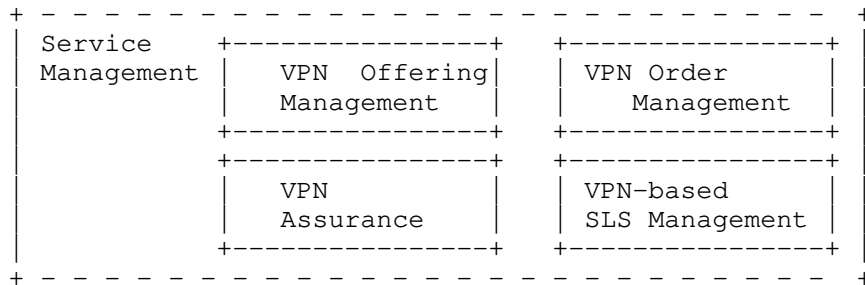 Service
Management
VPN Offering
Management
VPN Order
Management
VPN
Assurance
VPN-based
SLS Management